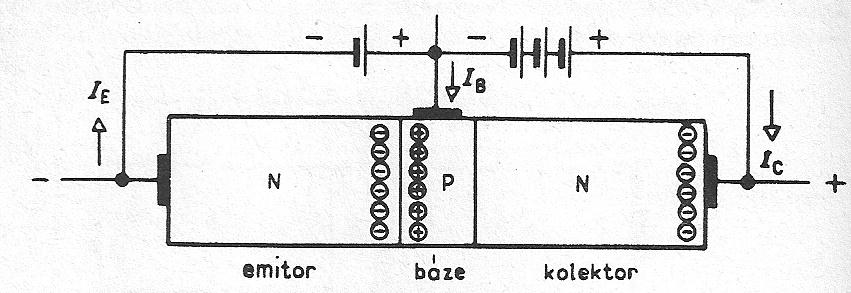 - + - +
I_E I_B I_C
- N P N +
emitor báze kolektor